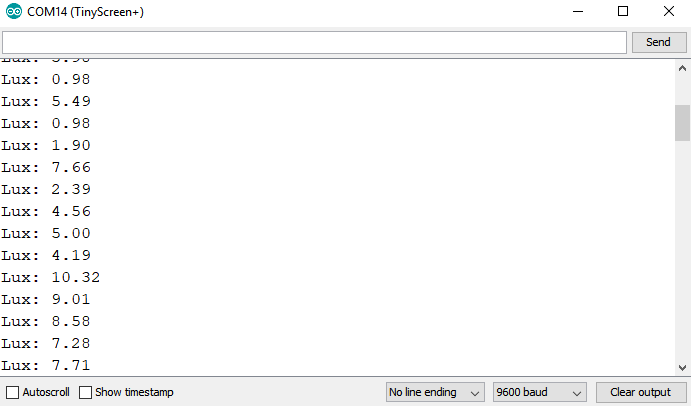 COM14 (TinyScreen+)
Send
Lux: 0.98
Lux: 5.49
Lux: 0.98
Lux: 1.90
Lux: 7.66
Lux: 2.39
Lux: 4.56
Lux: 5.00
Lux: 4.19
Lux: 10.32
Lux: 9.01
Lux: 8.58
Lux: 7.28
Lux: 7.71
Autoscroll Show timestamp No line ending 9600 baud Clear output